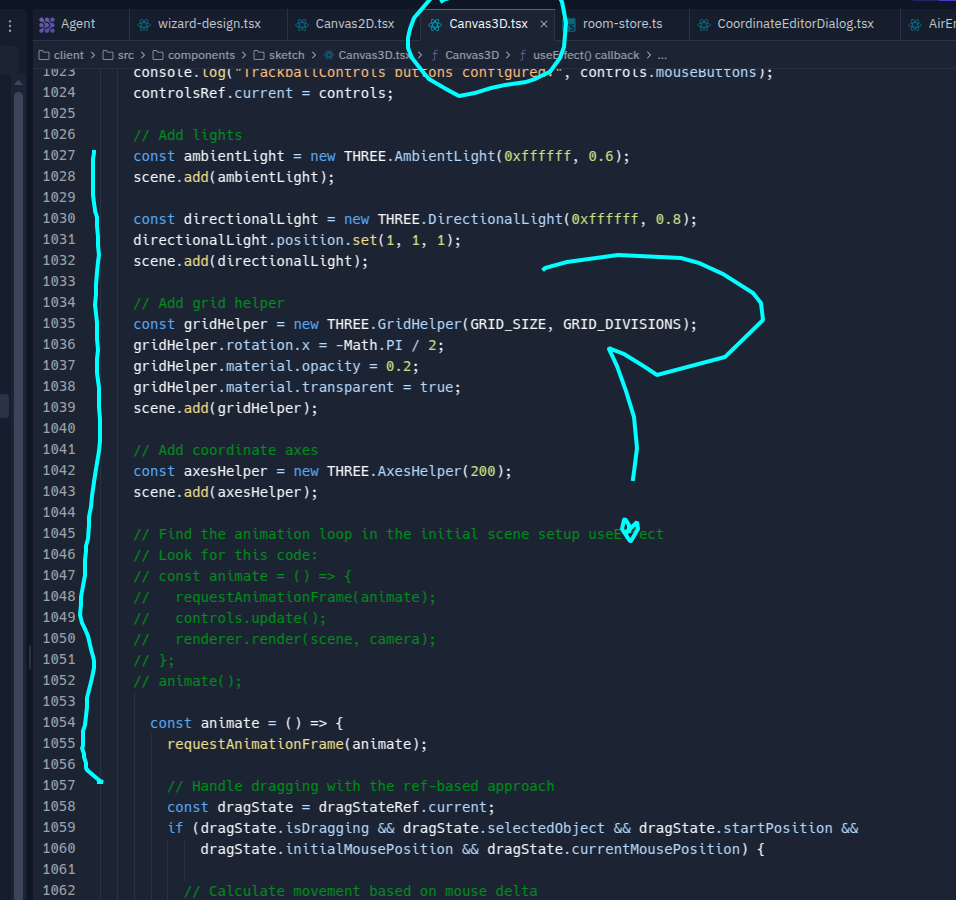 Agent wizard-design.tsx Canvas2D.tsx Canvas3D.tsx × room-store.ts CoordinateEditorDialog.tsx
client > src > components > sketch > Canvas3D.tsx > Canvas3D > useEffect() callback > ...
1023 console.log("TrackballControls buttons configured:", controls.mouseButtons);
1024 controlsRef.current = controls;
1025
1026 // Add lights
1027 const ambientLight = new THREE.AmbientLight(0xffffff, 0.6);
1028 scene.add(ambientLight);
1029
1030 const directionalLight = new THREE.DirectionalLight(0xffffff, 0.8);
1031 directionalLight.position.set(1, 1, 1);
1032 scene.add(directionalLight);
1033
1034 // Add grid helper
1035 const gridHelper = new THREE.GridHelper(GRID_SIZE, GRID_DIVISIONS);
1036 gridHelper.rotation.x = -Math.PI / 2;
1037 gridHelper.material.opacity = 0.2;
1038 gridHelper.material.transparent = true;
1039 scene.add(gridHelper);
1040
1041 // Add coordinate axes
1042 const axesHelper = new THREE.AxesHelper(200);
1043 scene.add(axesHelper);
1044
1045 // Find the animation loop in the initial scene setup useEffect
1046 // Look for this code:
1047 // const animate = () => {
1048 //   requestAnimationFrame(animate);
1049 //   controls.update();
1050 //   renderer.render(scene, camera);
1051 // };
1052 // animate();
1053
1054 const animate = () => {
1055 requestAnimationFrame(animate);
1056
1057 // Handle dragging with the ref-based approach
1058 const dragState = dragStateRef.current;
1059 if (dragState.isDragging && dragState.selectedObject && dragState.startPosition &&
1060 dragState.initialMousePosition && dragState.currentMousePosition) {
1061
1062 // Calculate movement based on mouse delta